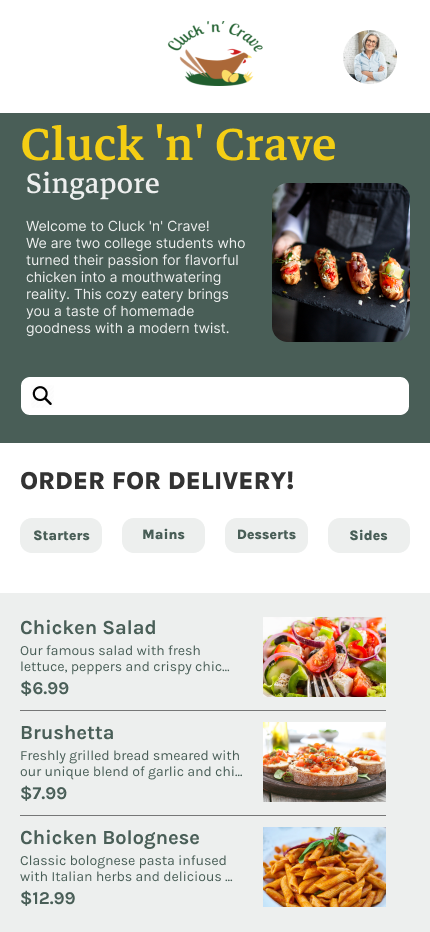 Cluck 'n' Crave
Cluck 'n' Crave
Singapore
Welcome to Cluck 'n' Crave!
We are two college students who
turned their passion for flavorful
chicken into a mouthwatering
reality. This cozy eatery brings
you a taste of homemade
goodness with a modern twist.
ORDER FOR DELIVERY!
Starters
Mains
Desserts
Sides
Chicken Salad
Our famous salad with fresh
lettuce, peppers and crispy chic...
$6.99
Brushetta
Freshly grilled bread smeared with
our unique blend of garlic and chi...
$7.99
Chicken Bolognese
Classic bolognese pasta infused
with Italian herbs and delicious ...
$12.99